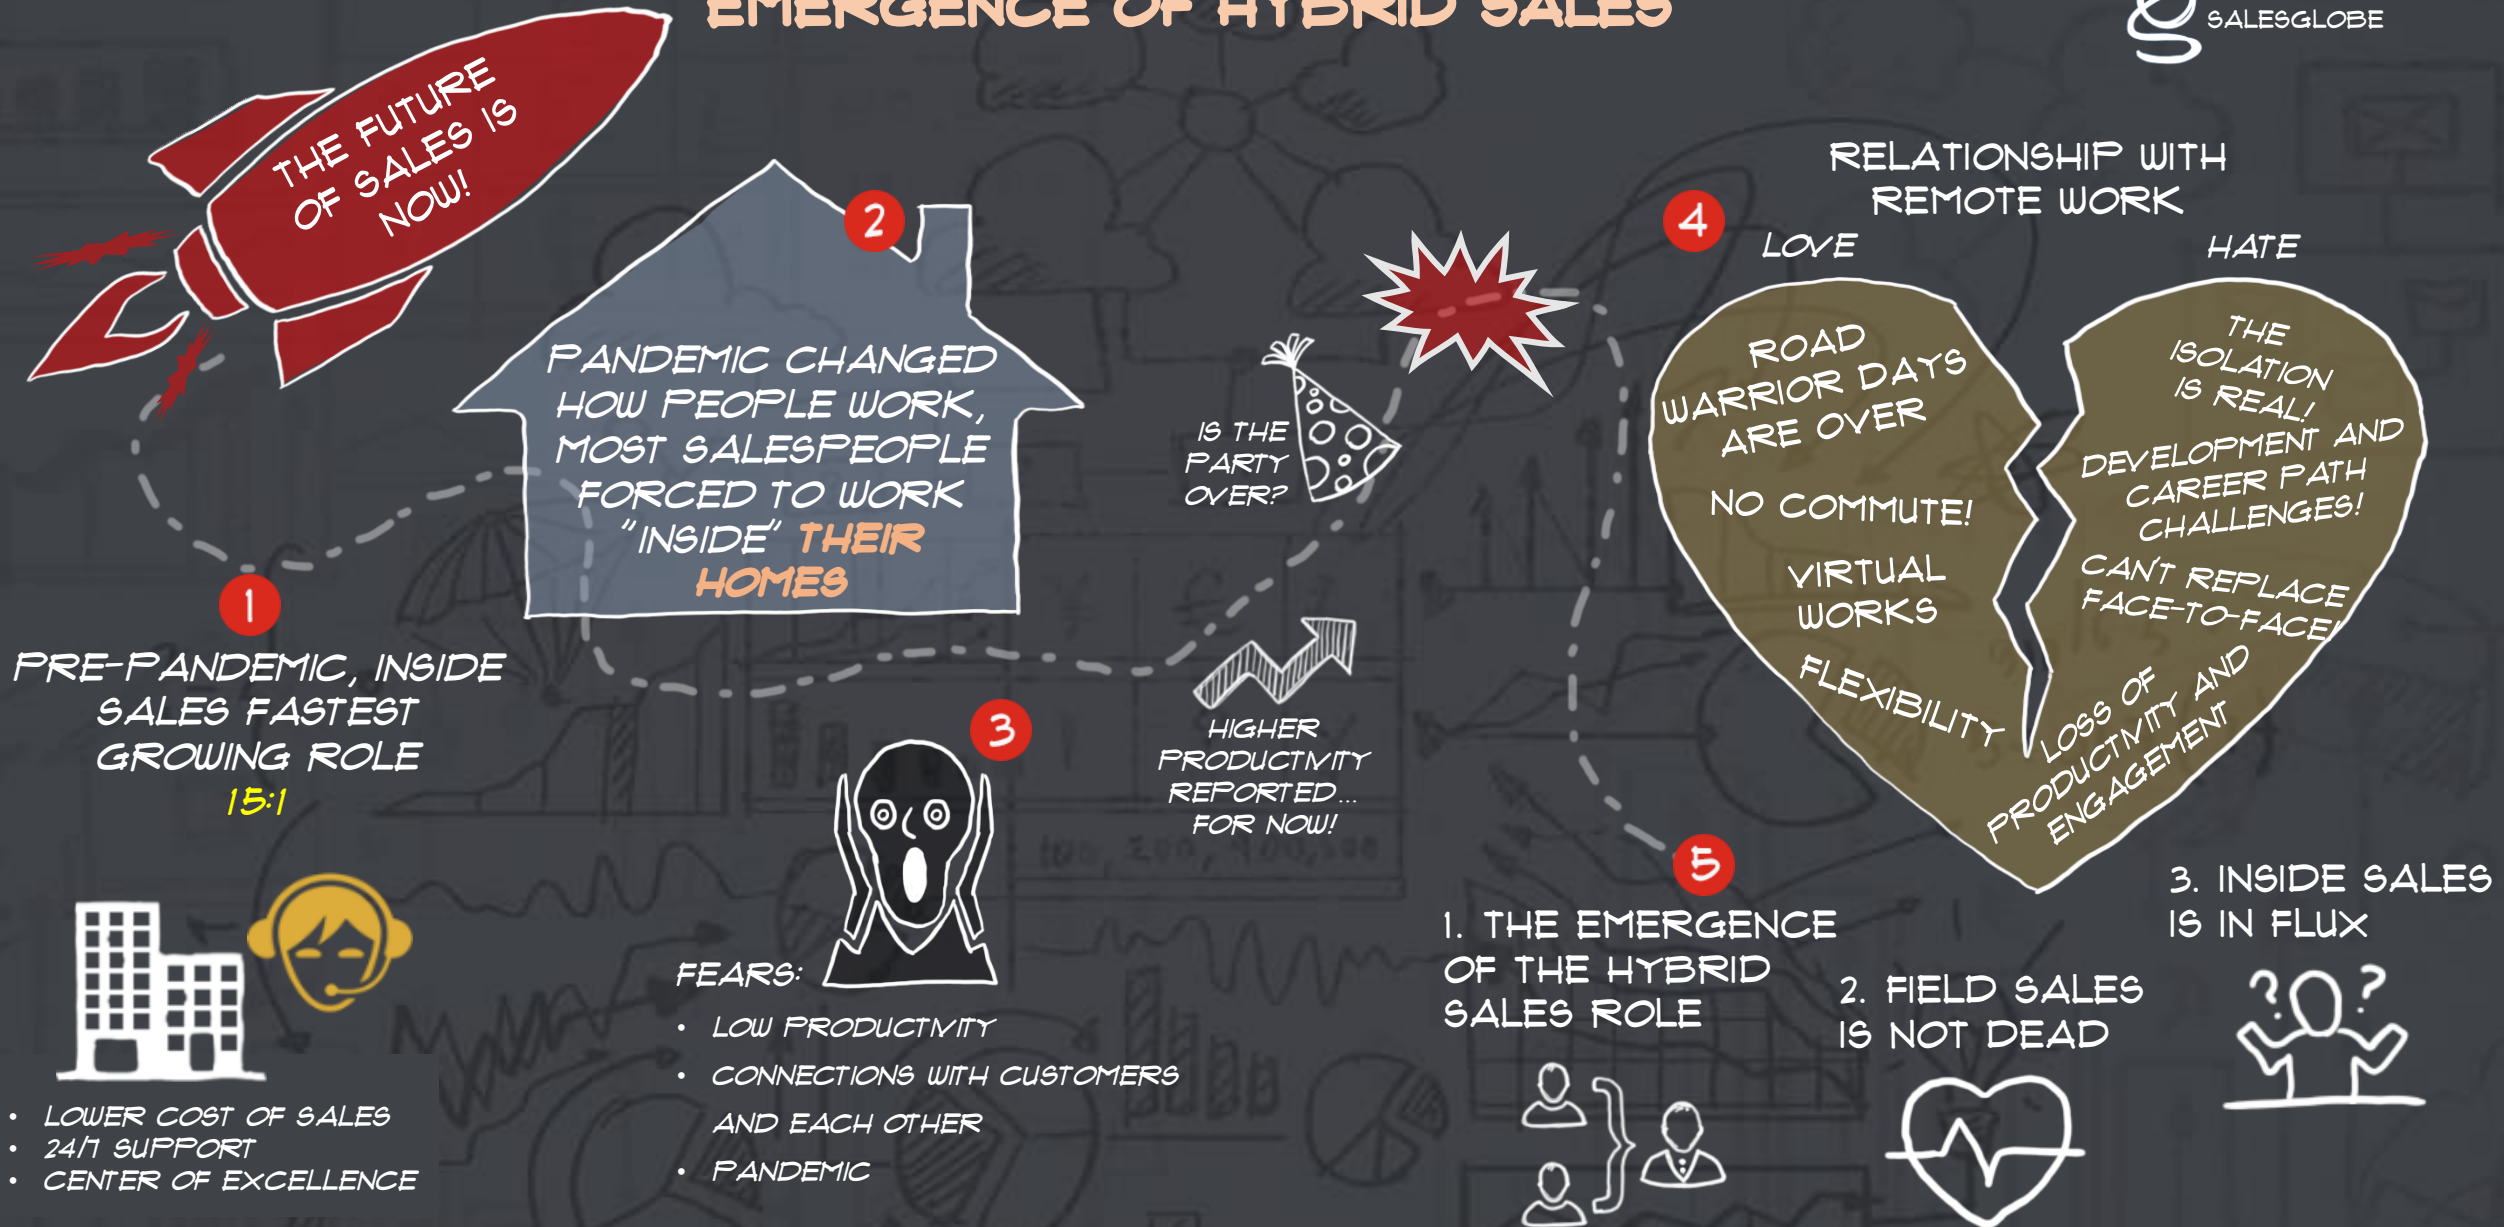 EMERGENCE OF HYBRID SALES
SALESGLOBE
THE FUTURE
OF SALES IS
NOW!
1
PRE-PANDEMIC, INSIDE
SALES FASTEST
GROWING ROLE
15:1
• LOWER COST OF SALES
• 24/7 SUPPORT
• CENTER OF EXCELLENCE
2
PANDEMIC CHANGED
HOW PEOPLE WORK,
MOST SALESPEOPLE
FORCED TO WORK
"INSIDE" THEIR
HOMES
3
FEARS:
• LOW PRODUCTIVITY
• CONNECTIONS WITH CUSTOMERS
AND EACH OTHER
• PANDEMIC
HIGHER
PRODUCTIVITY
REPORTED...
FOR NOW!
IS THE
PARTY
OVER?
4
RELATIONSHIP WITH
REMOTE WORK
LOVE
ROAD
WARRIOR DAYS
ARE OVER
NO COMMUTE!
VIRTUAL
WORKS
FLEXIBILITY
HATE
THE
ISOLATION
IS REAL!
DEVELOPMENT AND
CAREER PATH
CHALLENGES!
CAN'T REPLACE
FACE-TO-FACE!
LOSS OF
PRODUCTIVITY AND
ENGAGEMENT
5
1. THE EMERGENCE
OF THE HYBRID
SALES ROLE
2. FIELD SALES
IS NOT DEAD
3. INSIDE SALES
IS IN FLUX
? ?